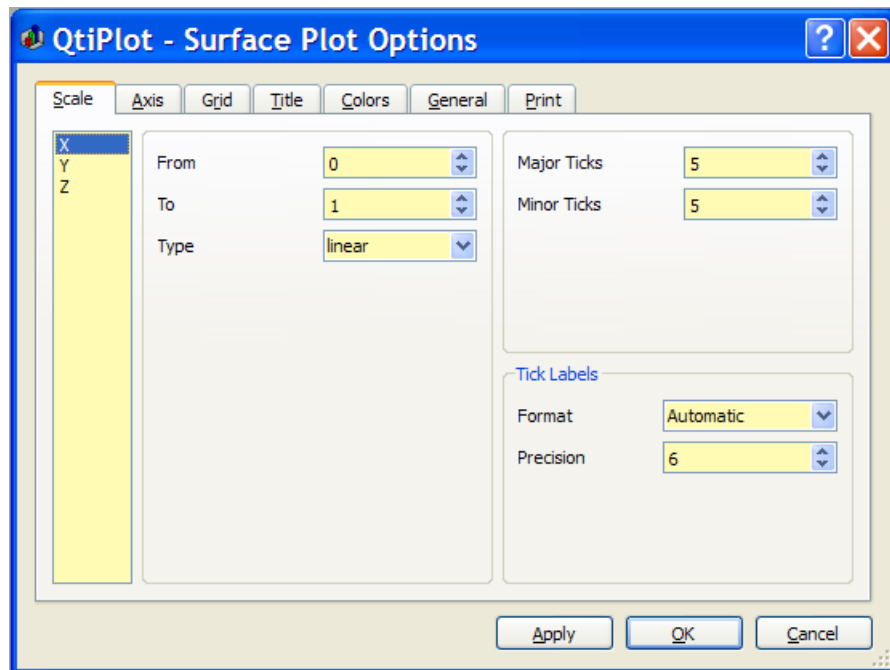 QtiPlot - Surface Plot Options
?
Scale Axis Grid Title Colors General Print
X
Y
Z
From 0
To 1
Type linear
Major Ticks 5
Minor Ticks 5
Tick Labels
Format Automatic
Precision 6
Apply OK Cancel